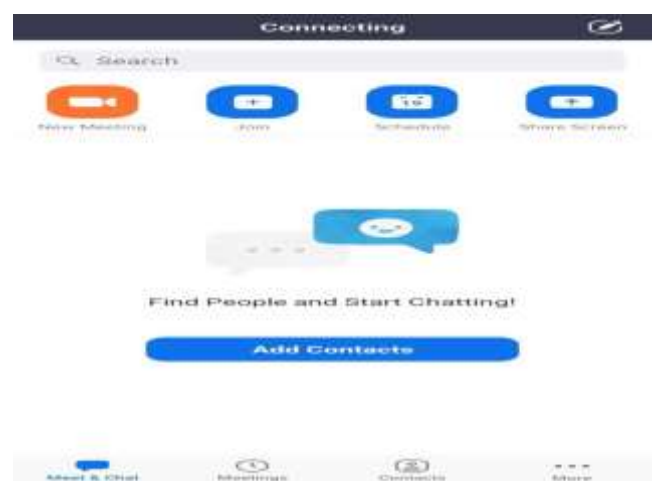 Connecting
Search
New Meeting Join 19 Schedule Share Screen
Find People and Start Chatting!
Add Contacts
Meet & Chat Meetings Contacts More